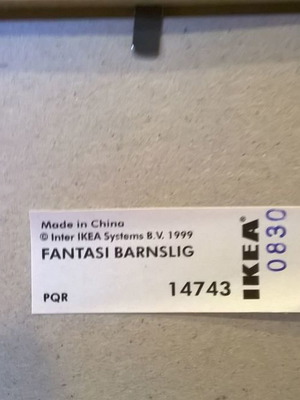 Made in China
© Inter IKEA Systems B.V. 1999
FANTASI BARNSLIG
PQR
14743
IKEA®
0830